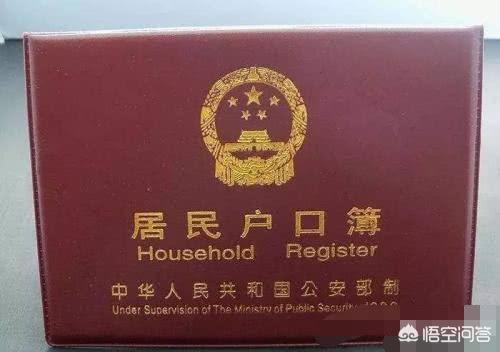 居民户口簿
Household Register
中华人民共和国公安部制
Under Supervision of The Ministry of Public Security
悟空问答